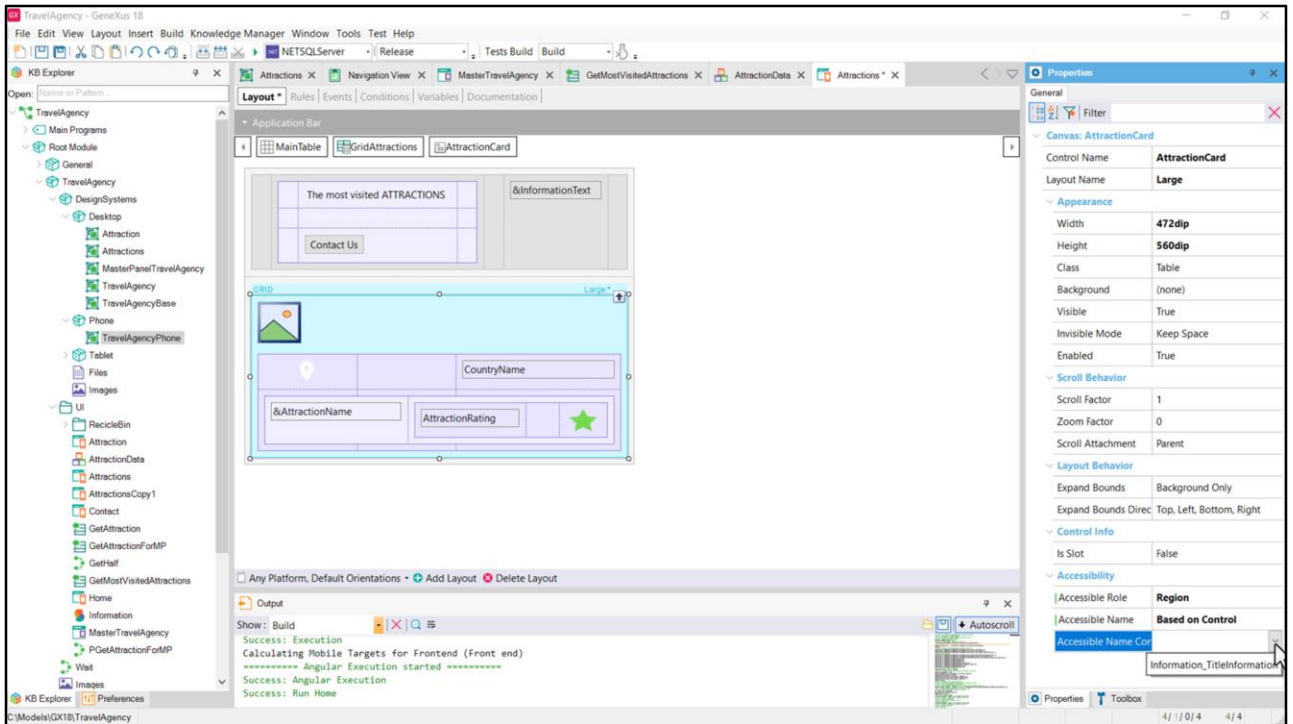 GX TravelAgency - GeneXus 18
File Edit View Layout Insert Build Knowledge Manager Window Tools Test Help
NETSQLServer Release Tests Build Build
KB Explorer
Open: Name or Pattern...
TravelAgency
Main Programs
Root Module
General
TravelAgency
DesignSystems
Desktop
Attraction
Attractions
MasterPanelTravelAgency
TravelAgency
TravelAgencyBase
Phone
TravelAgencyPhone
Tablet
Files
Images
UI
RecicleBin
Attraction
AttractionData
Attractions
AttractionsCopy1
Contact
GetAttraction
GetAttractionForMP
GetHalf
GetMostVisitedAttractions
Home
Information
MasterTravelAgency
PGetAttractionForMP
Wait
Images
KB Explorer Preferences
C:\Models\GX18\TravelAgency
Attractions X Navigation View X MasterTravelAgency X GetMostVisitedAttractions X AttractionData X Attractions * X
Layout * Rules Events Conditions Variables Documentation
Application Bar
MainTable GridAttractions AttractionCard
The most visited ATTRACTIONS
&InformationText
Contact Us
GRID Large *
CountryName
&AttractionName
AttractionRating
Any Platform, Default Orientations Add Layout Delete Layout
Output
Show: Build Autoscroll
Success: Execution
Calculating Mobile Targets for Frontend (Front end)
========== Angular Execution started ==========
Success: Angular Execution
Success: Run Home
Properties
General
Filter
Canvas: AttractionCard
Control Name AttractionCard
Layout Name Large
Appearance
Width 472dip
Height 560dip
Class Table
Background (none)
Visible True
Invisible Mode Keep Space
Enabled True
Scroll Behavior
Scroll Factor 1
Zoom Factor 0
Scroll Attachment Parent
Layout Behavior
Expand Bounds Background Only
Expand Bounds Direc Top, Left, Bottom, Right
Control Info
Is Slot False
Accessibility
Accessible Role Region
Accessible Name Based on Control
Accessible Name Cor
Information_TitleInformation
Properties Toolbox
4/ 1/ 0/ 4 4/ 4